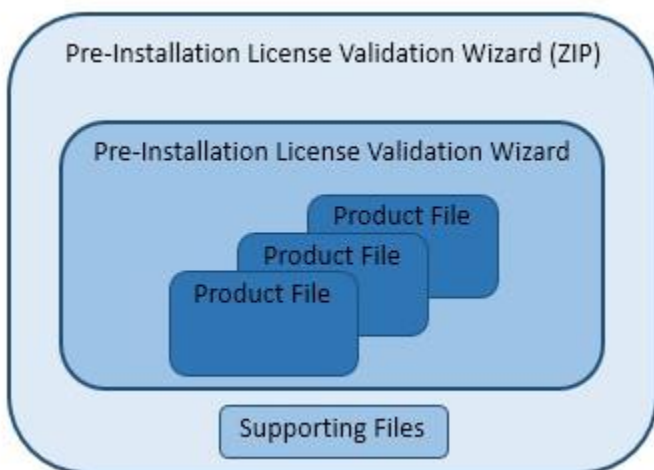 Pre-Installation License Validation Wizard (ZIP)
Pre-Installation License Validation Wizard
Product File
Product File
Product File
Supporting Files